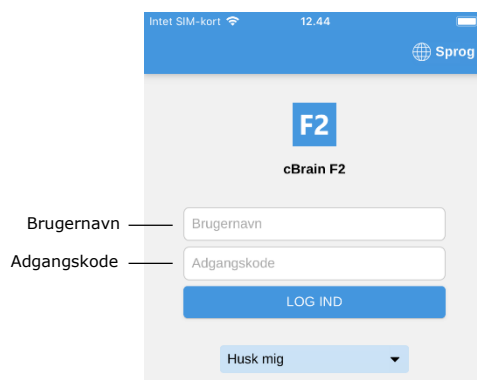 Intet SIM-kort 12.44
Sprog
F2
cBrain F2
Brugernavn Brugernavn
Adgangskode Adgangskode
LOG IND
Husk mig